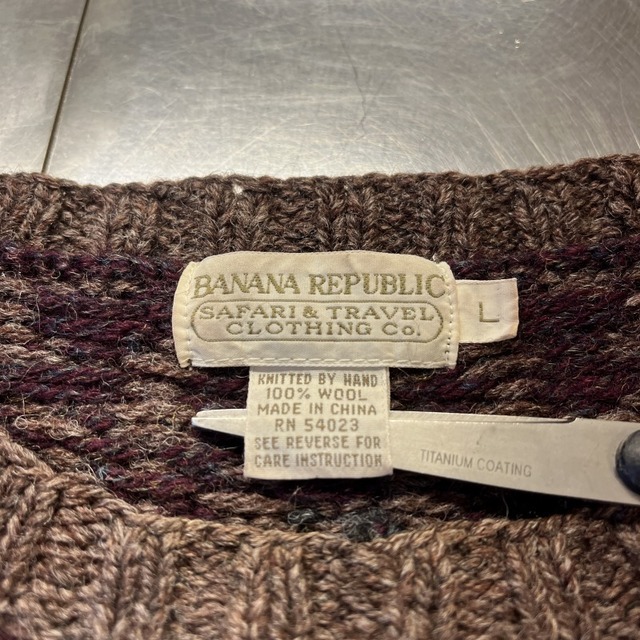 BANANA REPUBLIC
SAFARI & TRAVEL
CLOTHING Co.
L
KNITTED BY HAND
100% WOOL
MADE IN CHINA
RN 54023
SEE REVERSE FOR
CARE INSTRUCTION
TITANIUM COATING